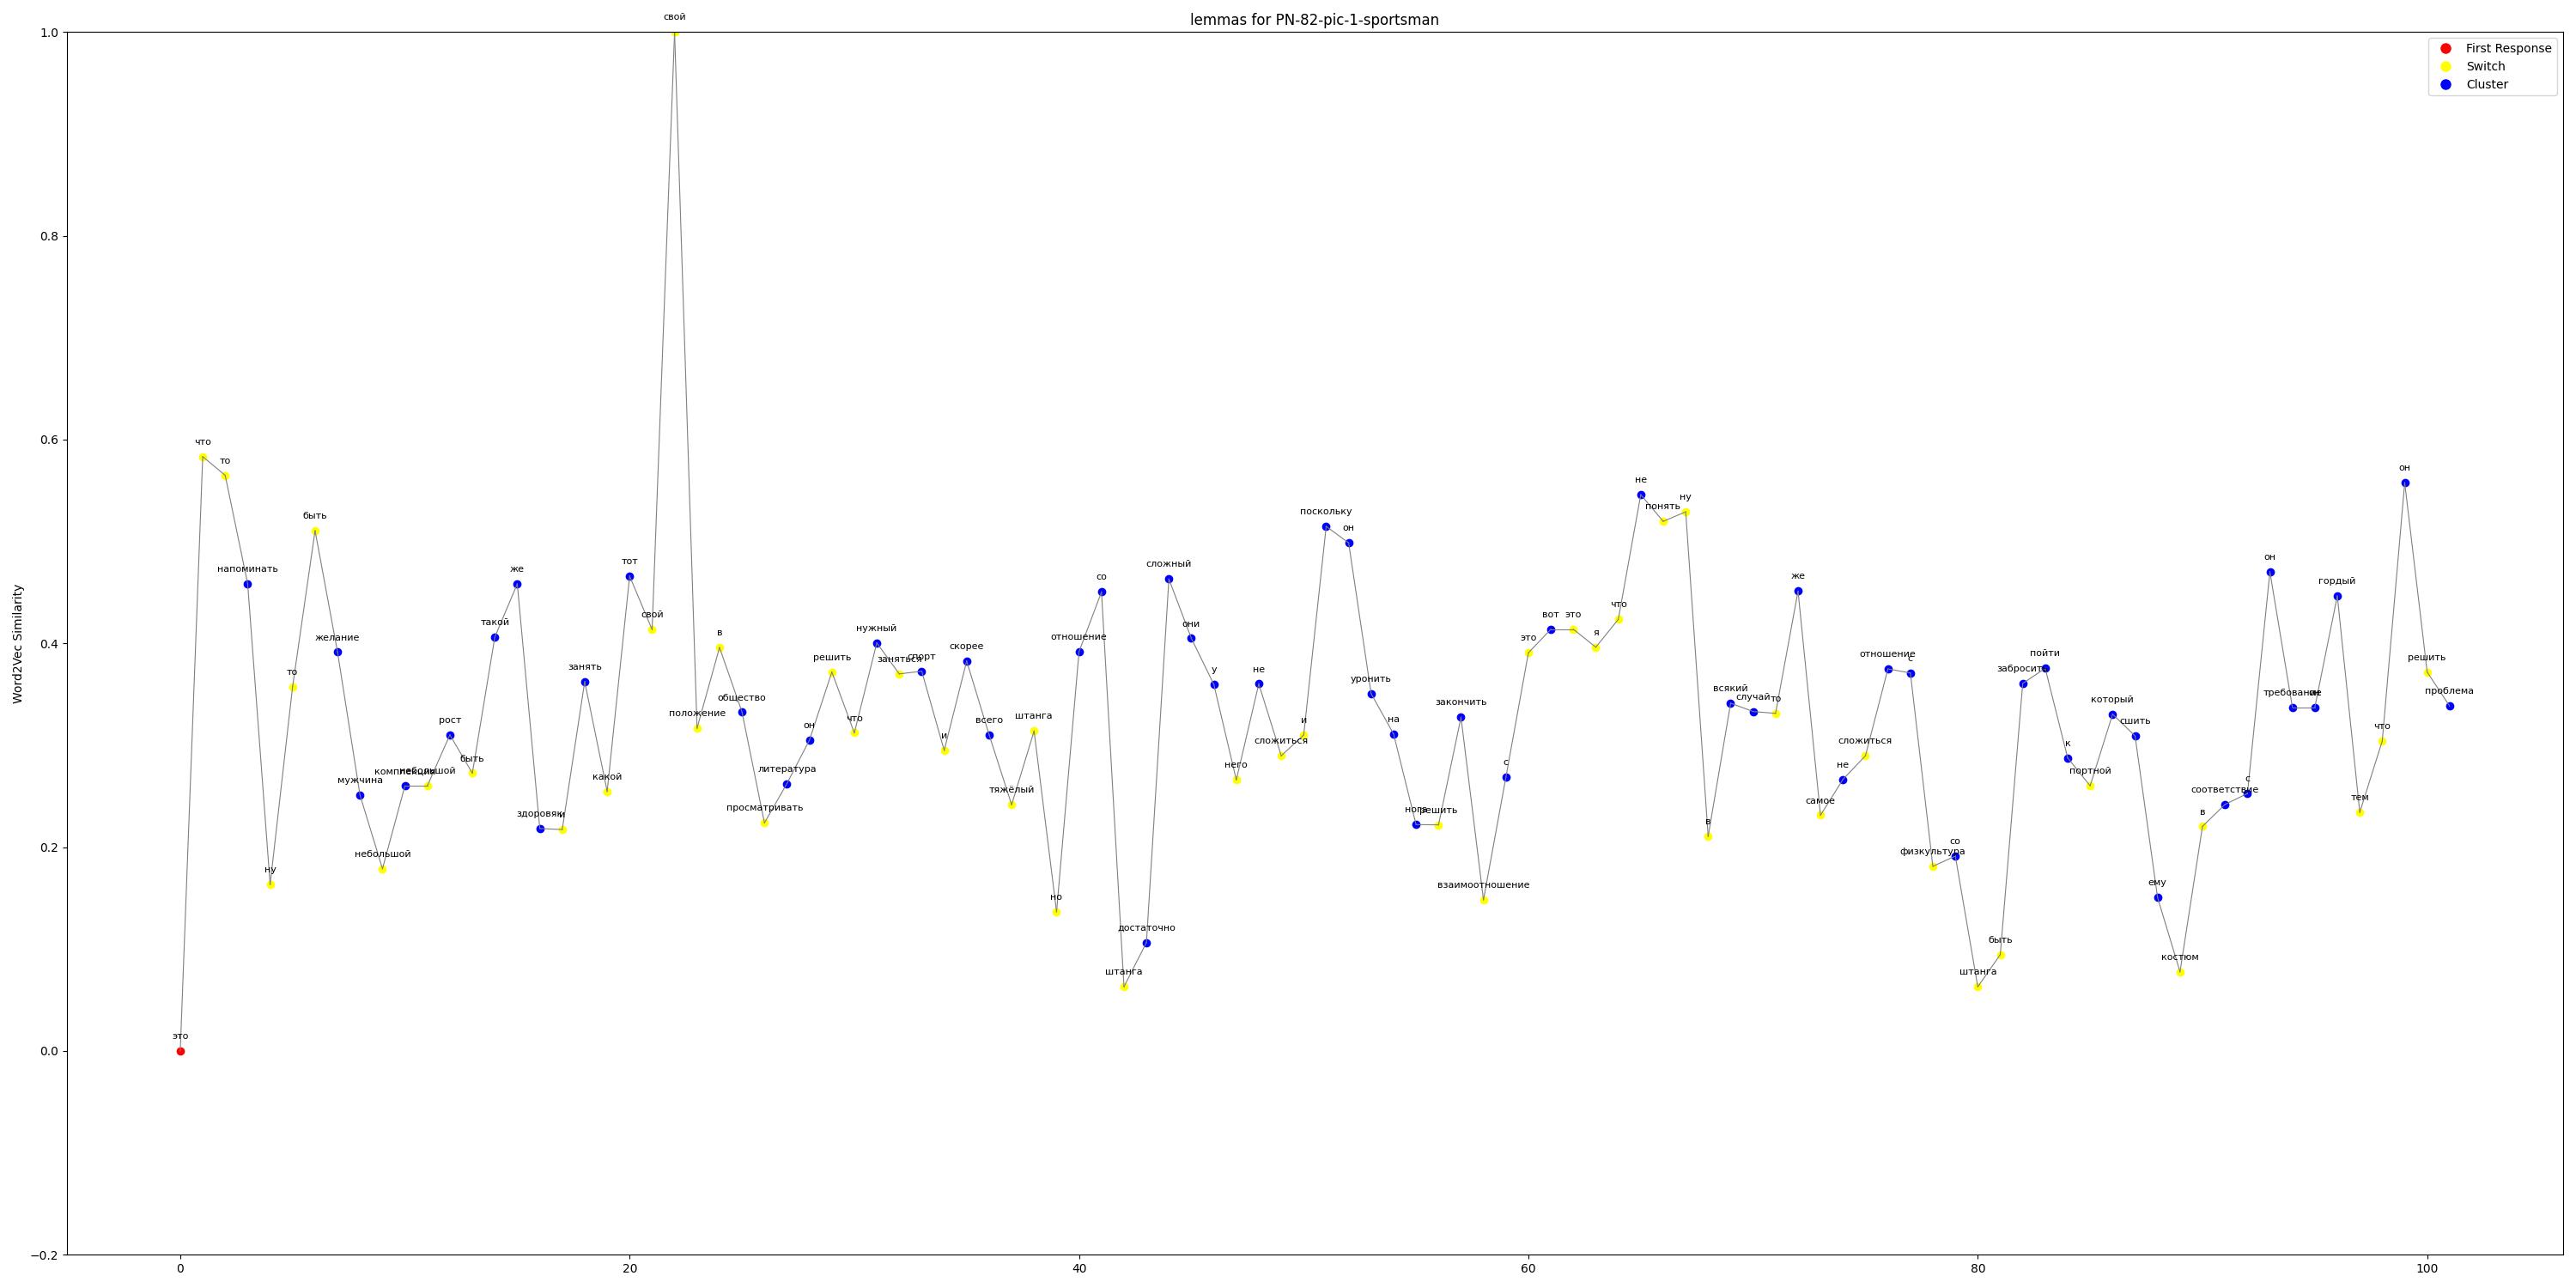 lemmas for PN-82-pic-1-sportsman
First Response
Switch
Cluster
Word2Vec Similarity
1.0
0.8
0.6
0.4
0.2
0.0
−0.2
0
20
40
60
80
100
это
что
то
напоминать
ну
то
быть
желание
мужчина
небольшой
комплекция
небольшой
рост
быть
такой
же
здоровяк
и
занять
какой
тот
свой
свой
положение
в
общество
просматривать
литература
он
решить
что
нужный
заняться
спорт
и
скорее
всего
тяжёлый
штанга
но
отношение
со
штанга
достаточно
сложный
они
у
него
не
сложиться
и
поскольку
он
уронить
на
нога
решить
закончить
взаимоотношение
с
это
вот
это
я
что
не
понять
ну
в
всякий
случай
то
же
самое
не
сложиться
отношение
с
физкультура
со
штанга
быть
забросить
пойти
к
портной
который
сшить
ему
костюм
в
соответствие
с
он
требование
гордый
тем
что
он
решить
проблема